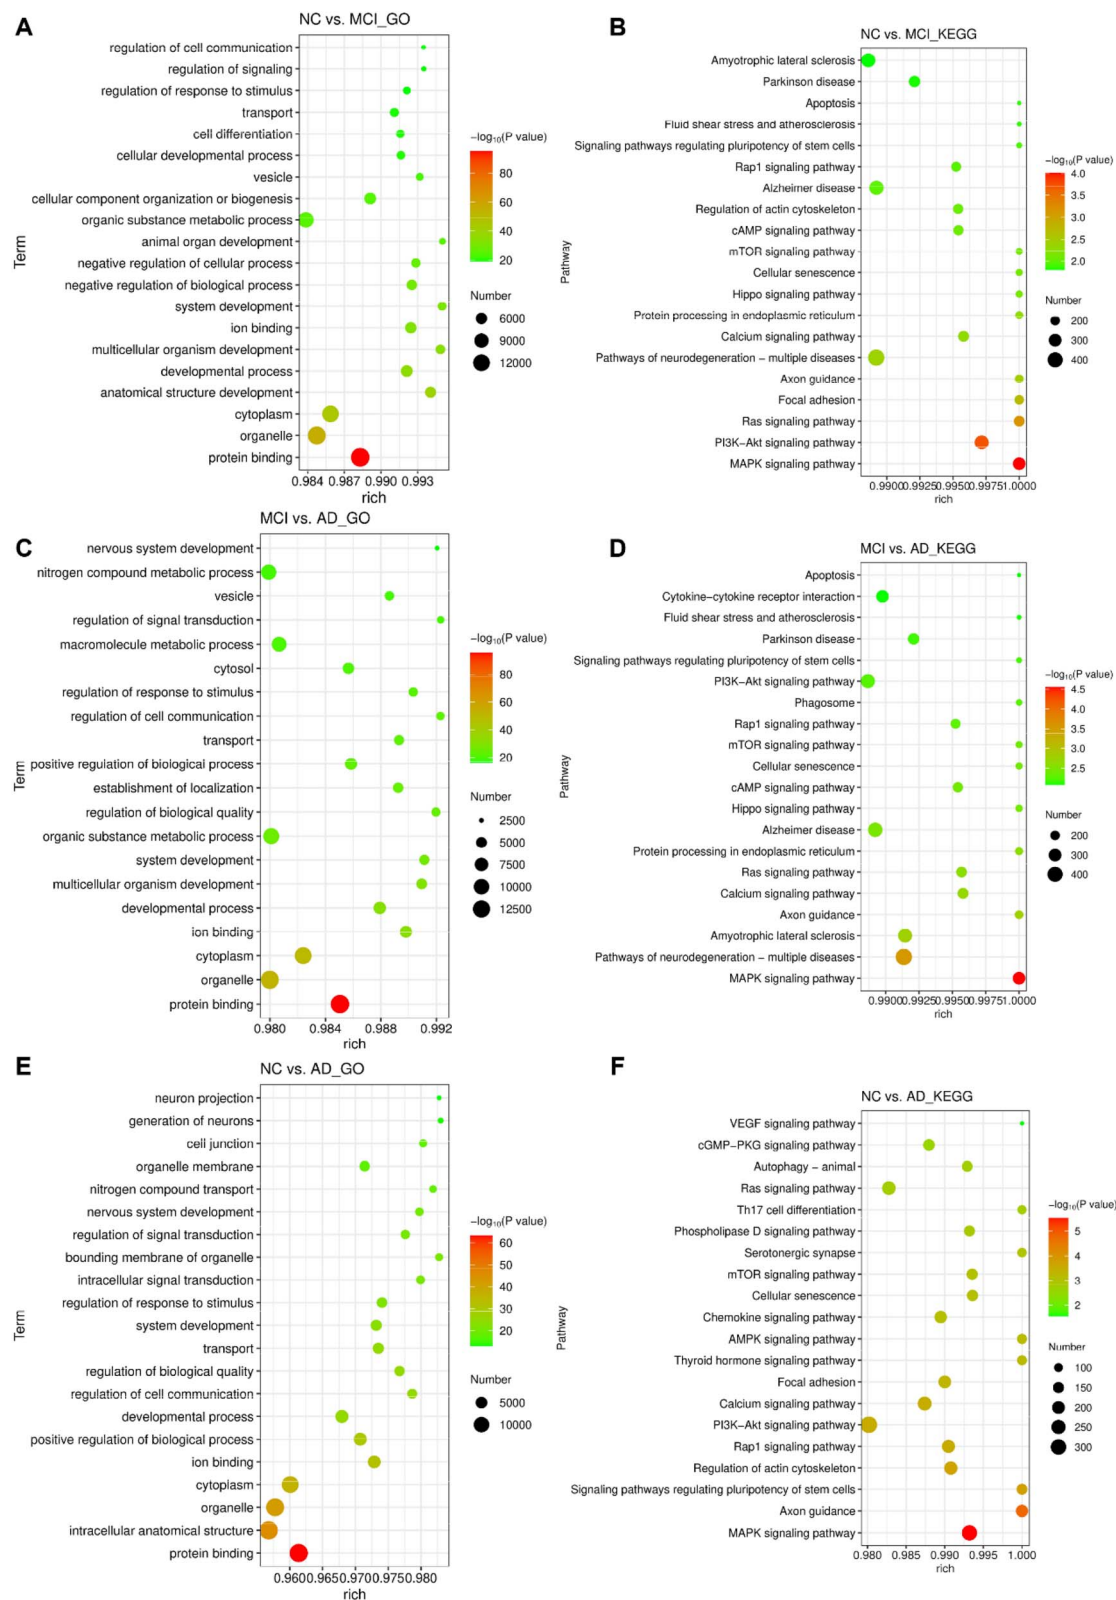 A
NC vs. MCI_GO
Term
regulation of cell communication
regulation of signaling
regulation of response to stimulus
transport
cell differentiation
cellular developmental process
vesicle
cellular component organization or biogenesis
organic substance metabolic process
animal organ development
negative regulation of cellular process
negative regulation of biological process
system development
ion binding
multicellular organism development
developmental process
anatomical structure development
cytoplasm
organelle
protein binding
0.984 0.987 0.990 0.993
rich
−log10(P value)
80
60
40
20
Number
6000
9000
12000
B
NC vs. MCI_KEGG
Pathway
Amyotrophic lateral sclerosis
Parkinson disease
Apoptosis
Fluid shear stress and atherosclerosis
Signaling pathways regulating pluripotency of stem cells
Rap1 signaling pathway
Alzheimer disease
Regulation of actin cytoskeleton
cAMP signaling pathway
mTOR signaling pathway
Cellular senescence
Hippo signaling pathway
Protein processing in endoplasmic reticulum
Calcium signaling pathway
Pathways of neurodegeneration − multiple diseases
Axon guidance
Focal adhesion
Ras signaling pathway
PI3K−Akt signaling pathway
MAPK signaling pathway
0.9900 0.9925 0.9950 0.9975 1.0000
rich
−log10(P value)
4.0
3.5
3.0
2.5
2.0
Number
200
300
400
C
MCI vs. AD_GO
Term
nervous system development
nitrogen compound metabolic process
vesicle
regulation of signal transduction
macromolecule metabolic process
cytosol
regulation of response to stimulus
regulation of cell communication
transport
positive regulation of biological process
establishment of localization
regulation of biological quality
organic substance metabolic process
system development
multicellular organism development
developmental process
ion binding
cytoplasm
organelle
protein binding
0.980 0.984 0.988 0.992
rich
−log10(P value)
80
60
40
20
Number
2500
5000
7500
10000
12500
D
MCI vs. AD_KEGG
Pathway
Apoptosis
Cytokine−cytokine receptor interaction
Fluid shear stress and atherosclerosis
Parkinson disease
Signaling pathways regulating pluripotency of stem cells
PI3K−Akt signaling pathway
Phagosome
Rap1 signaling pathway
mTOR signaling pathway
Cellular senescence
cAMP signaling pathway
Hippo signaling pathway
Alzheimer disease
Protein processing in endoplasmic reticulum
Ras signaling pathway
Calcium signaling pathway
Axon guidance
Amyotrophic lateral sclerosis
Pathways of neurodegeneration − multiple diseases
MAPK signaling pathway
0.9900 0.9925 0.9950 0.9975 1.0000
rich
−log10(P value)
4.5
4.0
3.5
3.0
2.5
Number
200
300
400
E
NC vs. AD_GO
Term
neuron projection
generation of neurons
cell junction
organelle membrane
nitrogen compound transport
nervous system development
regulation of signal transduction
bounding membrane of organelle
intracellular signal transduction
regulation of response to stimulus
system development
transport
regulation of biological quality
regulation of cell communication
developmental process
positive regulation of biological process
ion binding
cytoplasm
organelle
intracellular anatomical structure
protein binding
0.960 0.965 0.970 0.975 0.980
rich
−log10(P value)
60
50
40
30
20
Number
5000
10000
F
NC vs. AD_KEGG
Pathway
VEGF signaling pathway
cGMP−PKG signaling pathway
Autophagy − animal
Ras signaling pathway
Th17 cell differentiation
Phospholipase D signaling pathway
Serotonergic synapse
mTOR signaling pathway
Cellular senescence
Chemokine signaling pathway
AMPK signaling pathway
Thyroid hormone signaling pathway
Focal adhesion
Calcium signaling pathway
PI3K−Akt signaling pathway
Rap1 signaling pathway
Regulation of actin cytoskeleton
Signaling pathways regulating pluripotency of stem cells
Axon guidance
MAPK signaling pathway
0.980 0.985 0.990 0.995 1.000
rich
−log10(P value)
5
4
3
2
Number
100
150
200
250
300